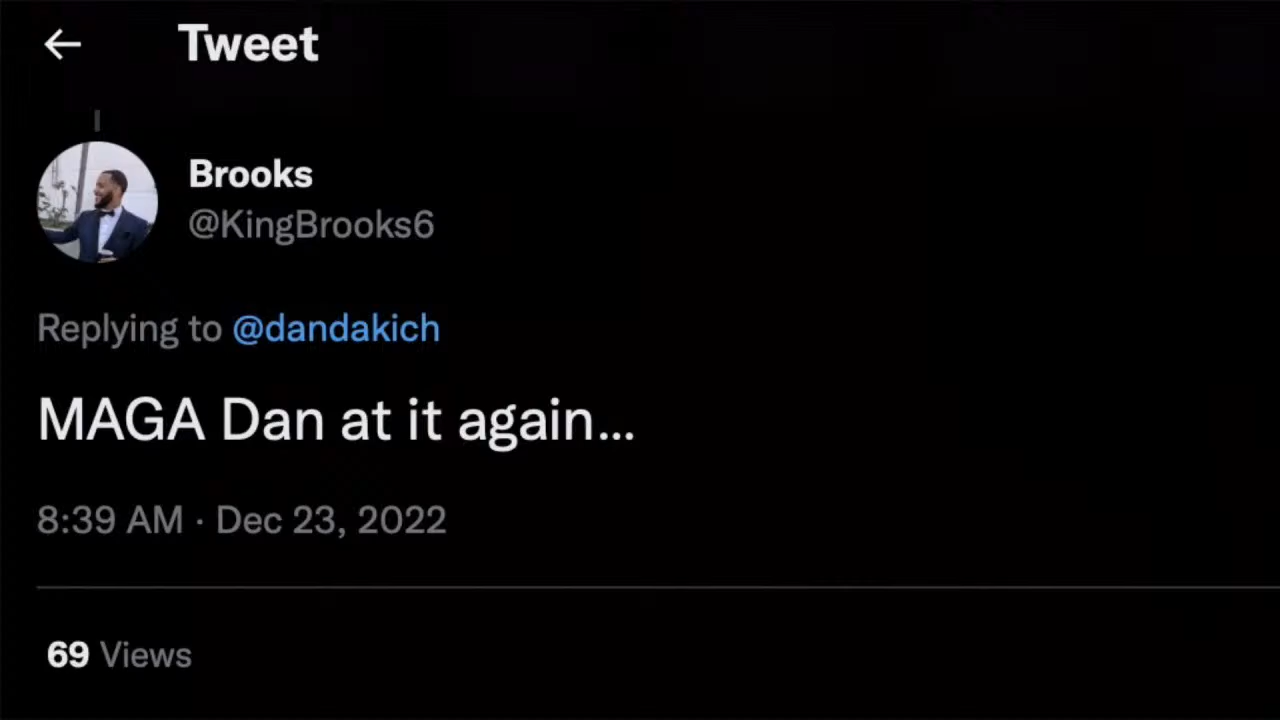 Tweet
Brooks
@KingBrooks6
Replying to @dandakich
MAGA Dan at it again...
8:39 AM · Dec 23, 2022
69 Views